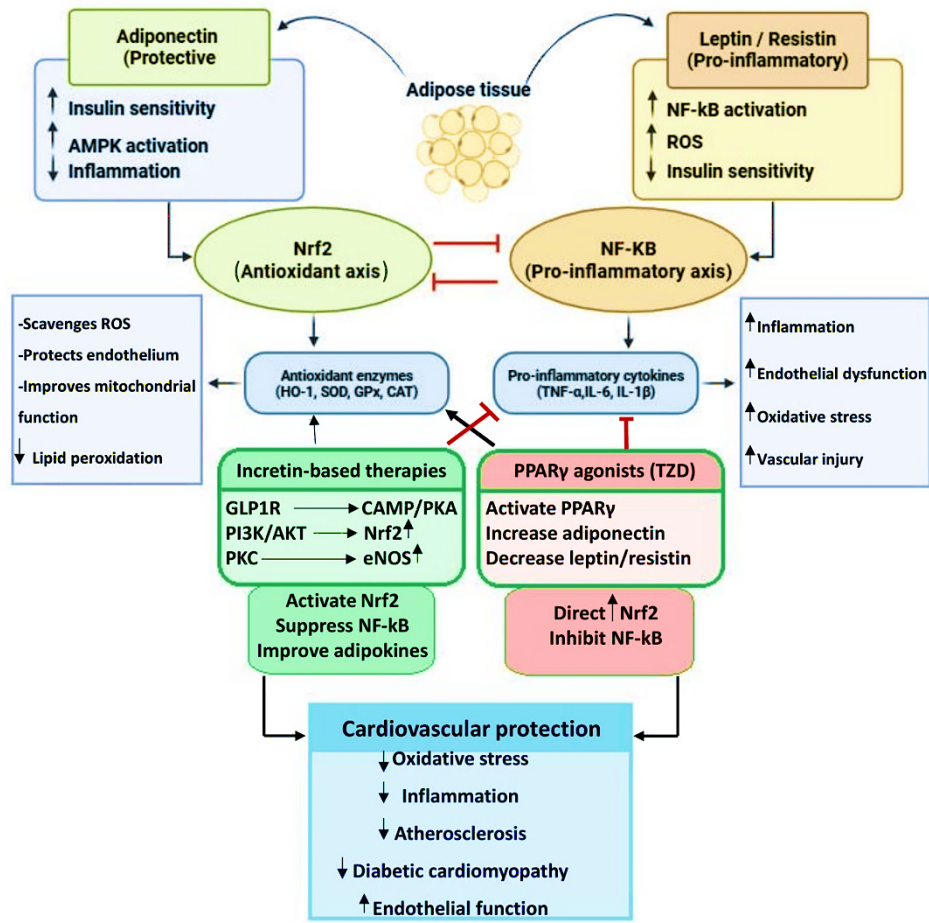 Adiponectin
(Protective
↑ Insulin sensitivity
↑ AMPK activation
↓ Inflammation
Adipose tissue
Leptin / Resistin
(Pro-inflammatory)
↑ NF-kB activation
↑ ROS
↓ Insulin sensitivity
Nrf2
(Antioxidant axis)
NF-KB
(Pro-inflammatory axis)
-Scavenges ROS
-Protects endothelium
-Improves mitochondrial
function
↓ Lipid peroxidation
Antioxidant enzymes
(HO-1, SOD, GPx, CAT)
Pro-inflammatory cytokines
(TNF-α,IL-6, IL-1β)
↑Inflammation
↑Endothelial dysfunction
↑Oxidative stress
↑Vascular injury
Incretin-based therapies
GLP1R → CAMP/PKA
PI3K/AKT → Nrf2↑
PKC → eNOS↑
Activate Nrf2
Suppress NF-kB
Improve adipokines
PPARγ agonists (TZD)
Activate PPARγ
Increase adiponectin
Decrease leptin/resistin
Direct ↑Nrf2
Inhibit NF-kB
Cardiovascular protection
↓Oxidative stress
↓ Inflammation
↓ Atherosclerosis
↓ Diabetic cardiomyopathy
↑Endothelial function